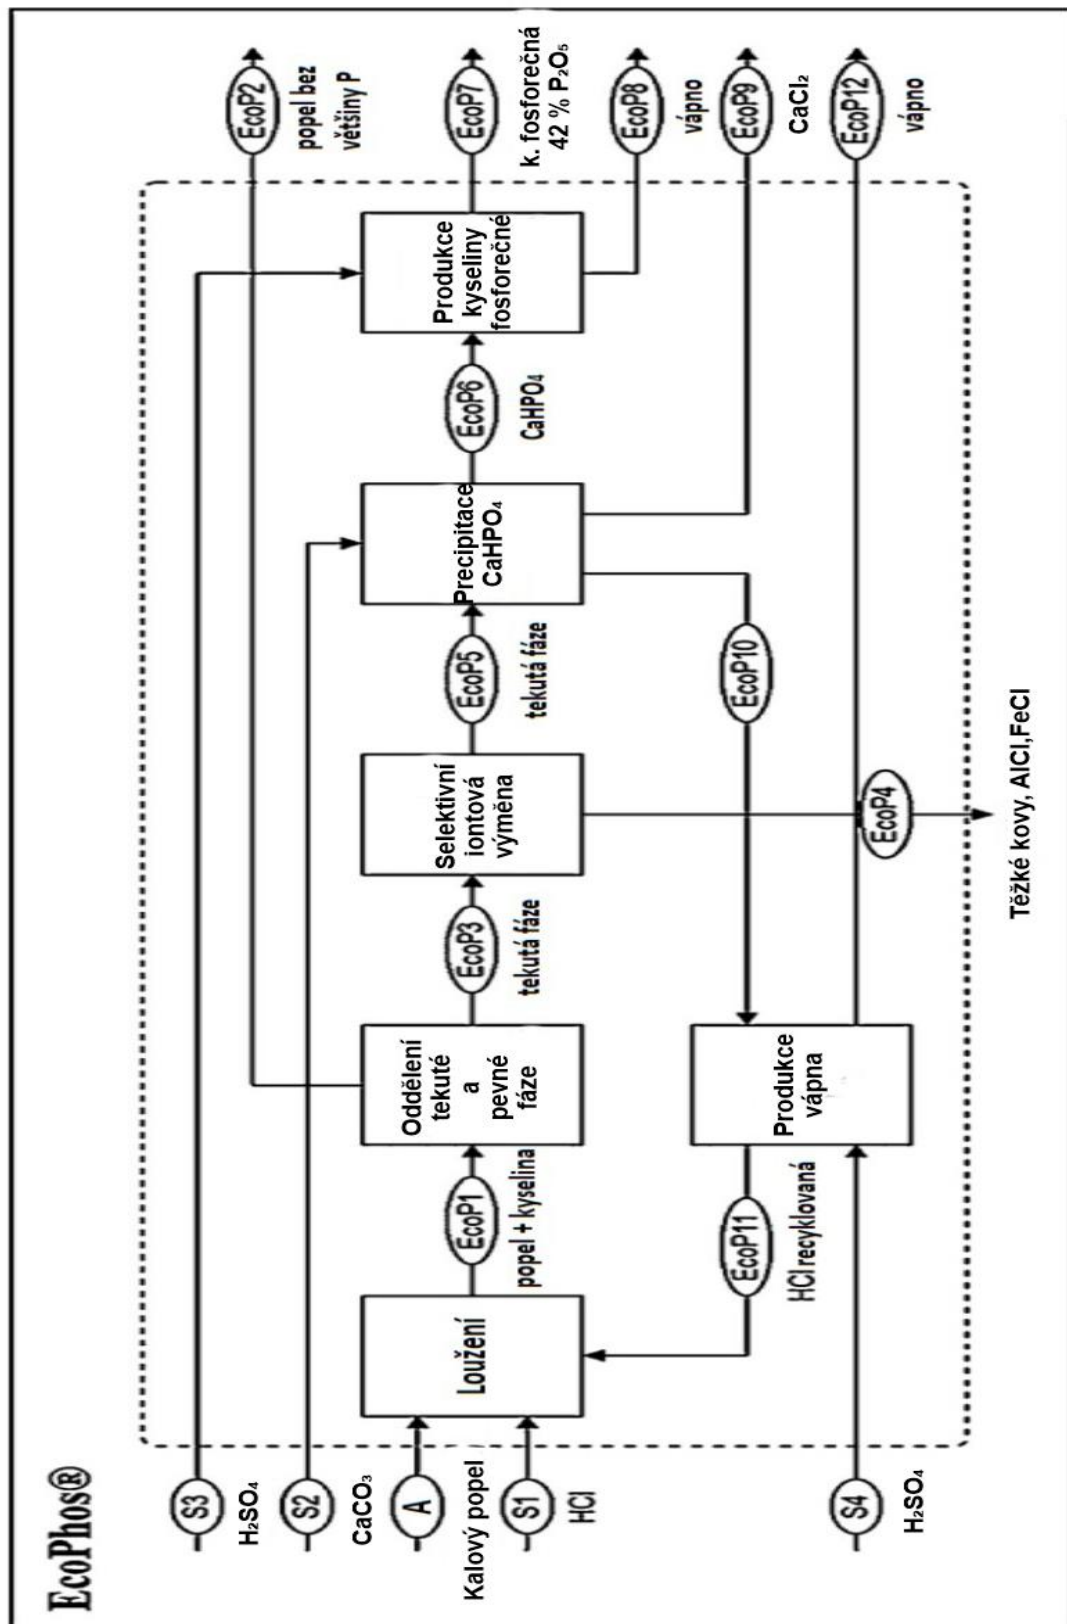 EcoPhos®
S3
H₂SO₄
S2
CaCO₃
A
Kalový popel
S1
HCl
S4
H₂SO₄
Loužení
EcoP1
popel + kyselina
EcoP11
HCl recyklovaná
Oddělení
tekuté
a
pevné
fáze
Produkce
vápna
EcoP3
tekutá fáze
Selektivní
iontová
výměna
EcoP4
Těžké kovy, AlCl,FeCl
EcoP5
tekutá fáze
EcoP10
Precipitace
CaHPO₄
EcoP6
CaHPO₄
Produkce
kyseliny
fosforečné
EcoP2
popel bez
většiny P
EcoP7
k. fosforečná
42 % P₂O₅
EcoP8
vápno
EcoP9
CaCl₂
EcoP12
vápno